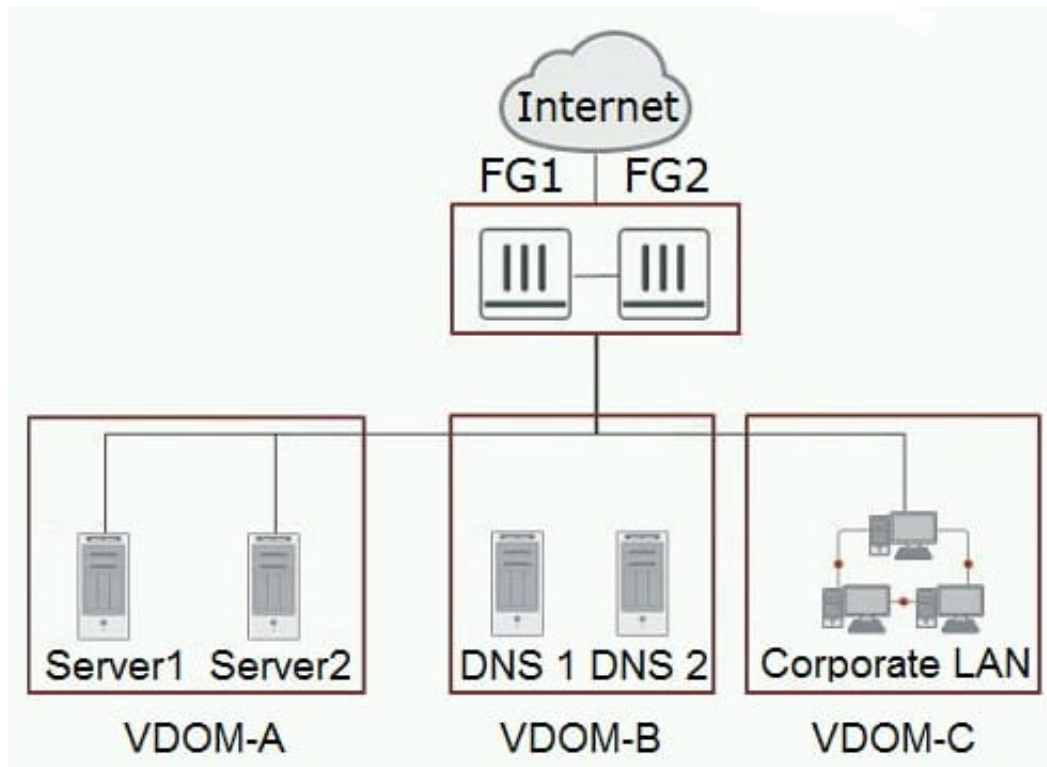 Internet
FG1 FG2
Server1 Server2
DNS 1 DNS 2
Corporate LAN
VDOM-A
VDOM-B
VDOM-C